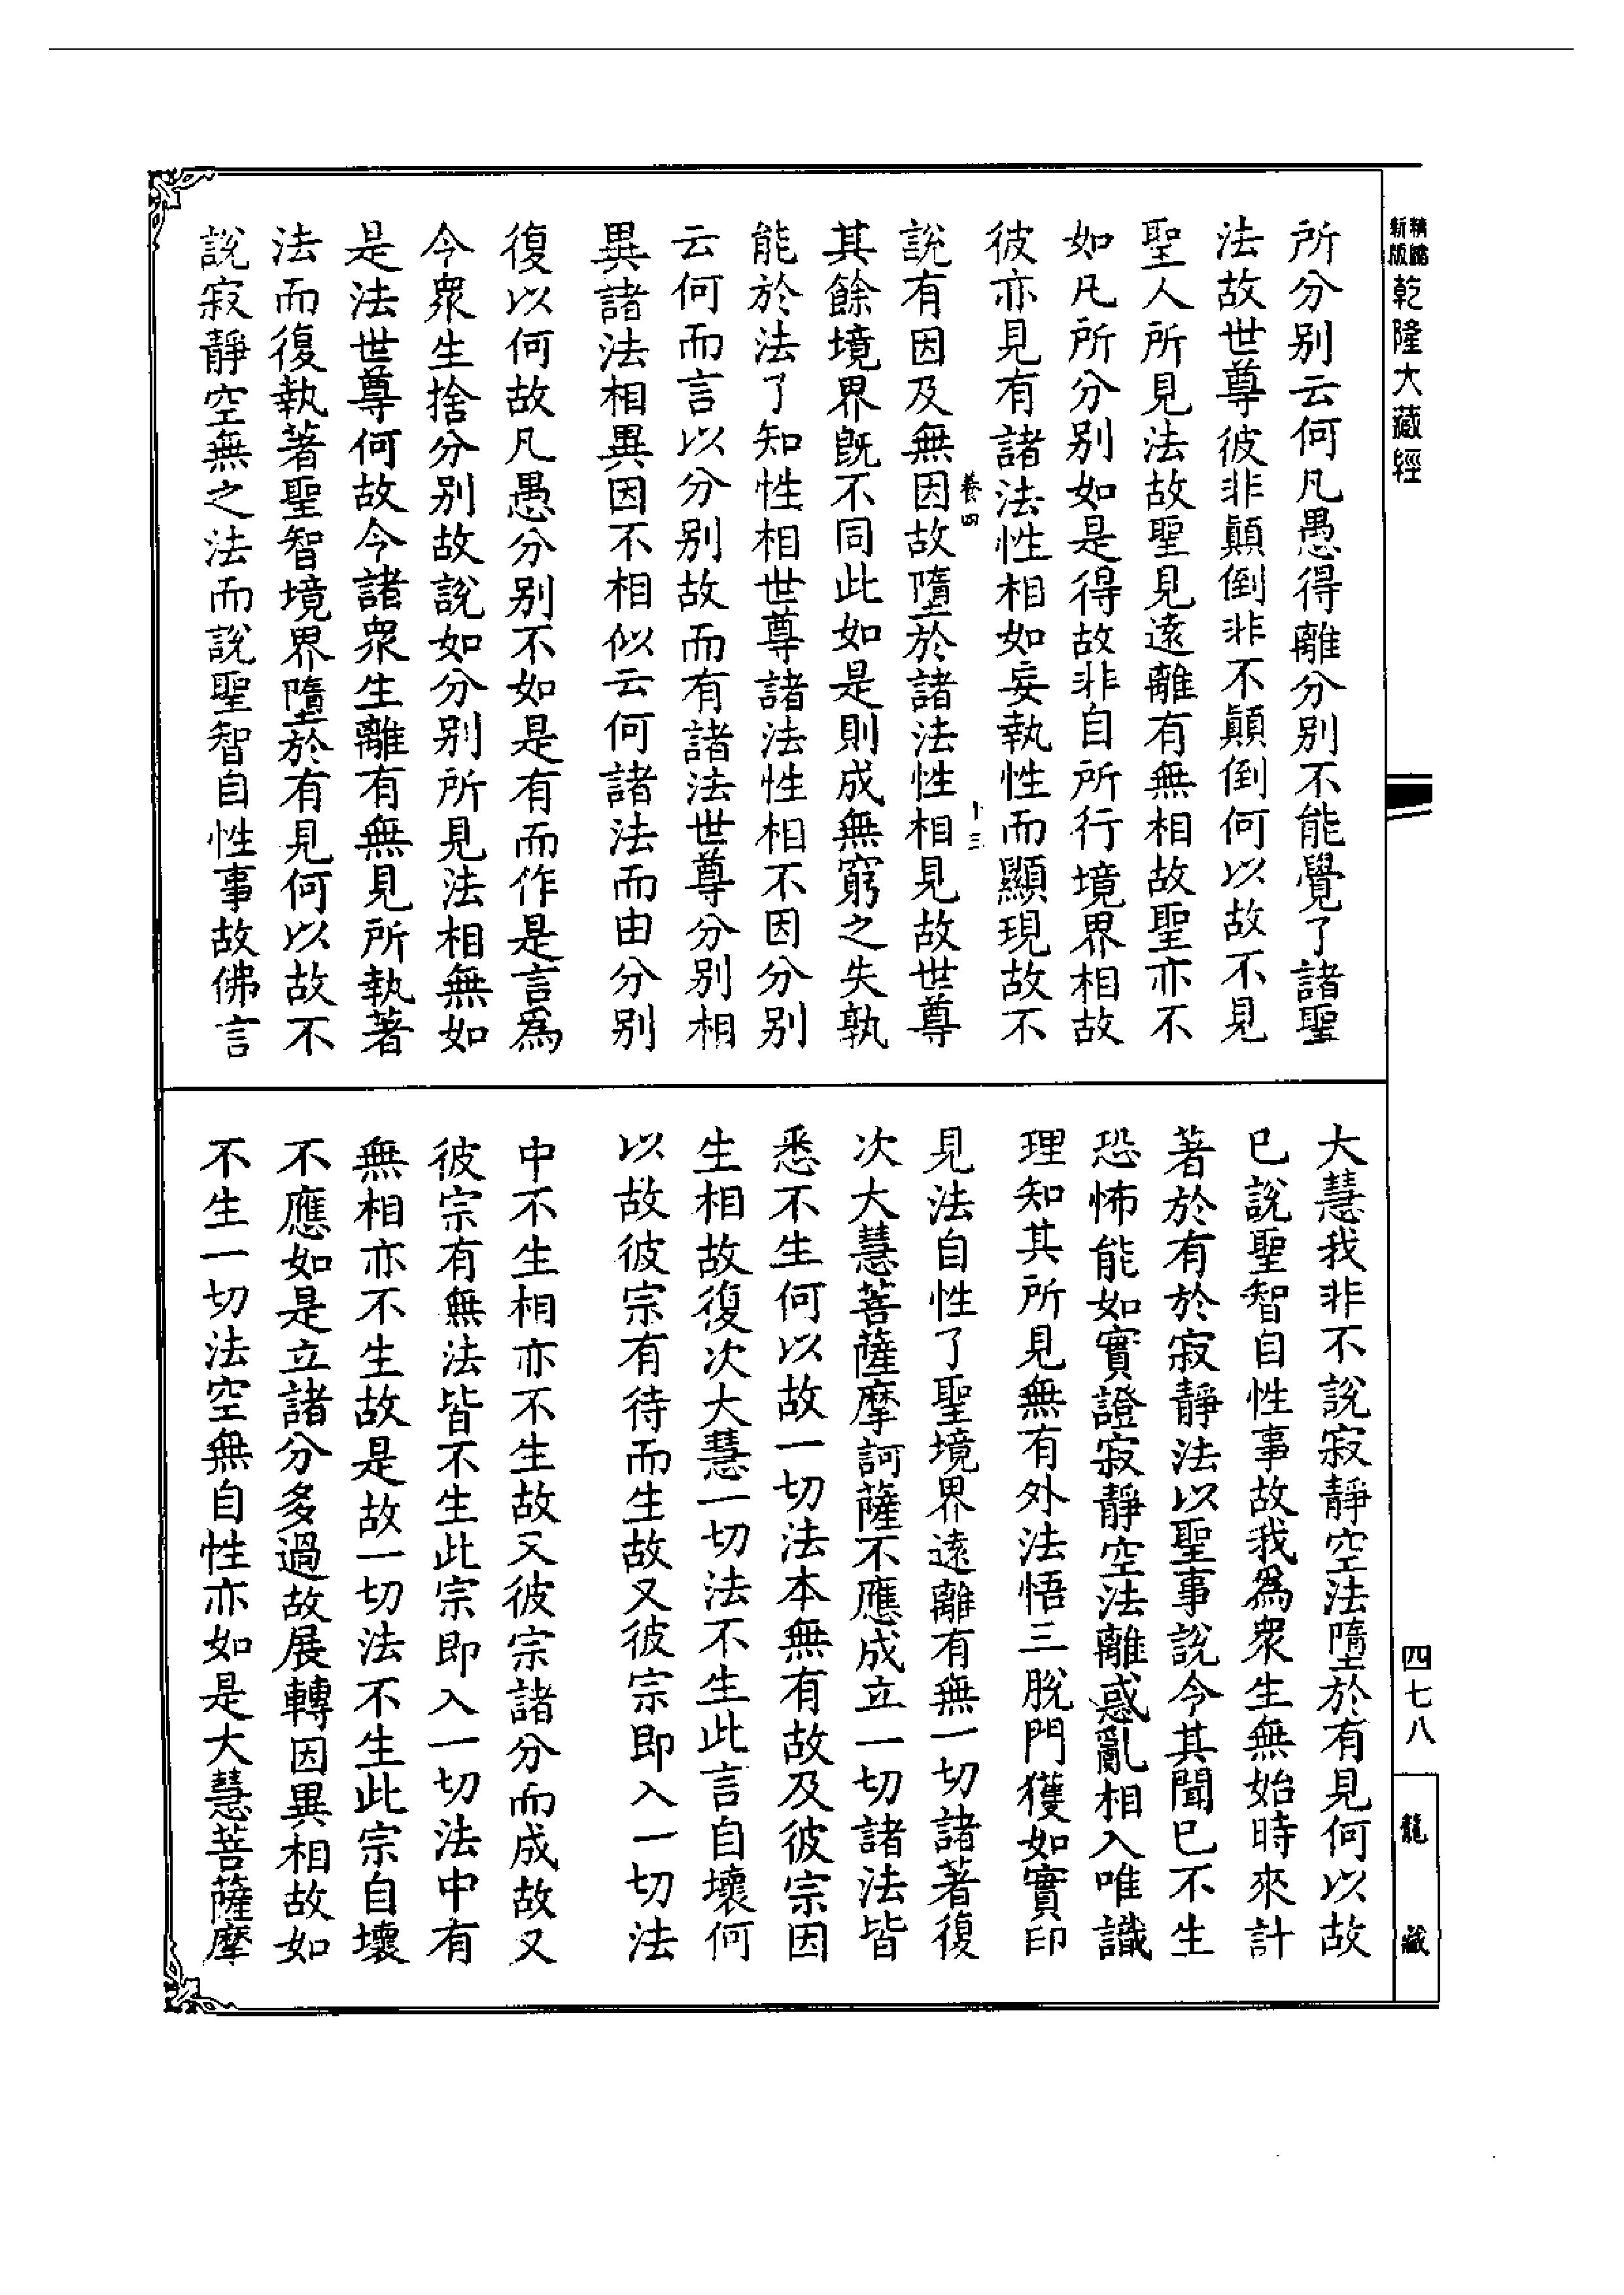 精縮
新版
乾隆大藏經
所分別云何凡愚得離分別不能覺了諸聖
法故世尊彼非顛倒非不顛倒何以故不見
聖人所見法故聖見遠離有無相故聖亦不
如凡所分別如是得故非自所行境界相故
彼亦見有諸法性相如妄執性而顯現故不
卷四
十三
說有因及無因故墮於諸法性相見故世尊
其餘境界既不同此如是則成無窮之失孰
能於法了知性相世尊諸法性相不因分別
云何而言以分別故而有諸法世尊分別相
異諸法相異因不相似云何諸法而由分別
復以何故凡愚分別不如是有而作是言為
今眾生捨分別故說如分別所見法相無如
是法世尊何故今諸眾生離有無見所執著
法而復執著聖智境界墮於有見何以故不
說寂靜空無之法而說聖智自性事故佛言
大慧我非不說寂靜空法墮於有見何以故
已說聖智自性事故我為眾生無始時來計
著於有於寂靜法以聖事說今其聞已不生
恐怖能如實證寂靜空法離惑亂相入唯識
理知其所見無有外法悟三脫門獲如實印
見法自性了聖境界遠離有無一切諸著復
次大慧菩薩摩訶薩不應成立一切諸法皆
悉不生何以故一切法本無有故及彼宗因
生相故復次大慧一切法不生此言自壞何
以故彼宗有待而生故又彼宗即入一切法
中不生相亦不生故又彼宗諸分而成故又
彼宗有無法皆不生此宗即入一切法中有
無相亦不生故是故一切法不生此宗自壞
不應如是立諸分多過故展轉因異相故如
不生一切法空無自性亦如是大慧菩薩摩
四七八
龍藏